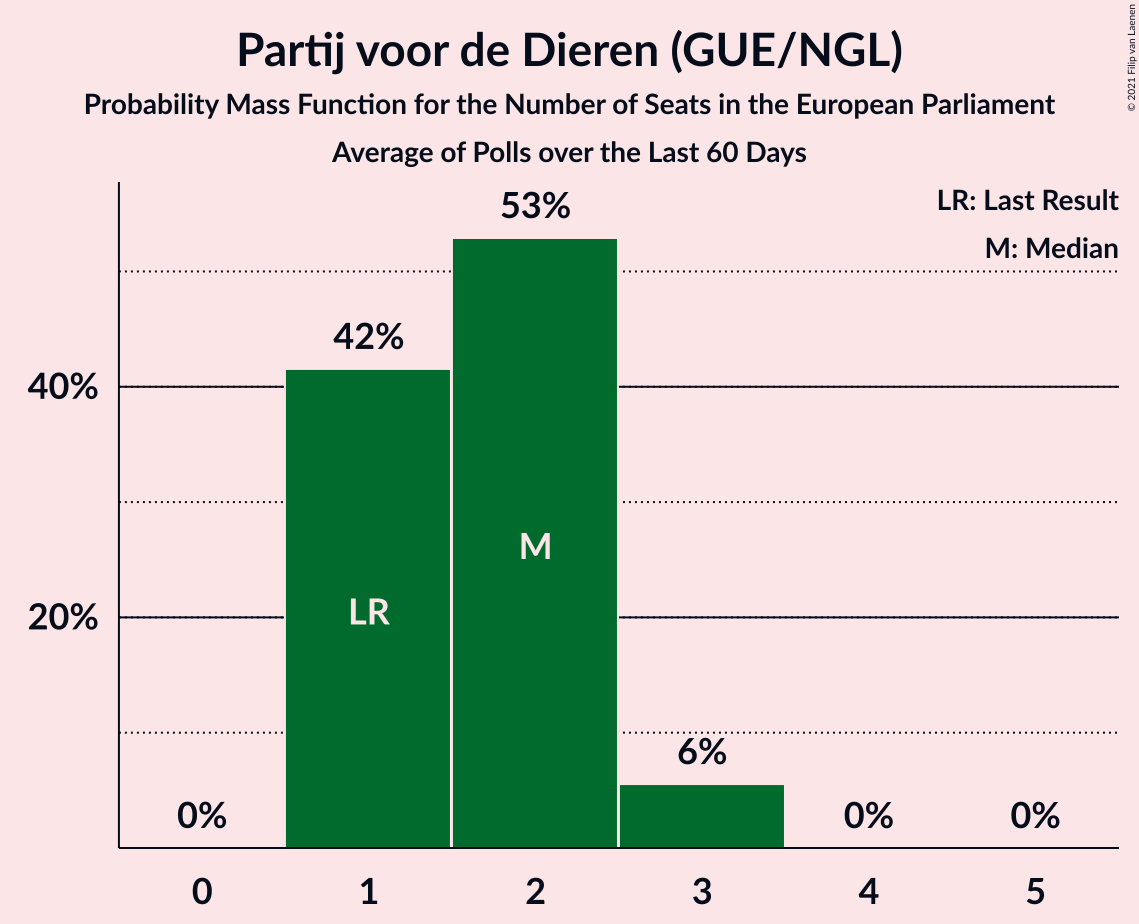 Partij voor de Dieren (GUE/NGL)
Probability Mass Function for the Number of Seats in the European Parliament
Average of Polls over the Last 60 Days
© 2021 Filip van Laenen
LR: Last Result
M: Median
53%
42%
40%
M
LR
20%
6%
0%
0%
0%
0
1
2
3
4
5